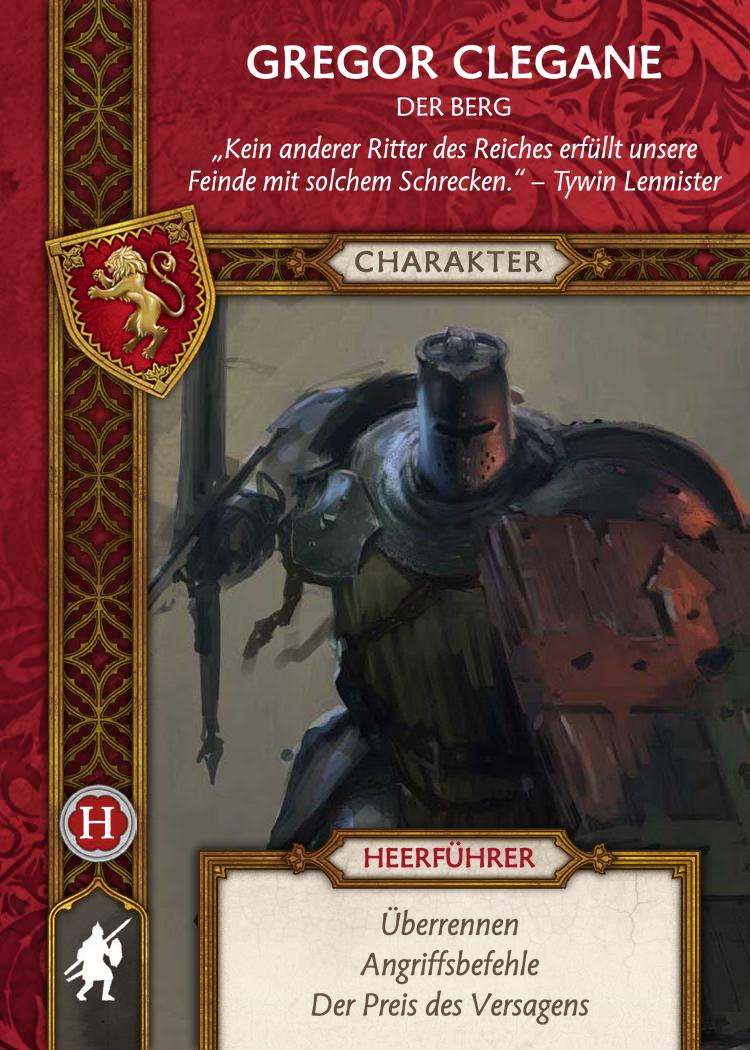 GREGOR CLEGANE
DER BERG
„Kein anderer Ritter des Reiches erfüllt unsere
Feinde mit solchem Schrecken.“ – Tywin Lennister
CHARAKTER
H
HEERFÜHRER
Überrennen
Angriffsbefehle
Der Preis des Versagens